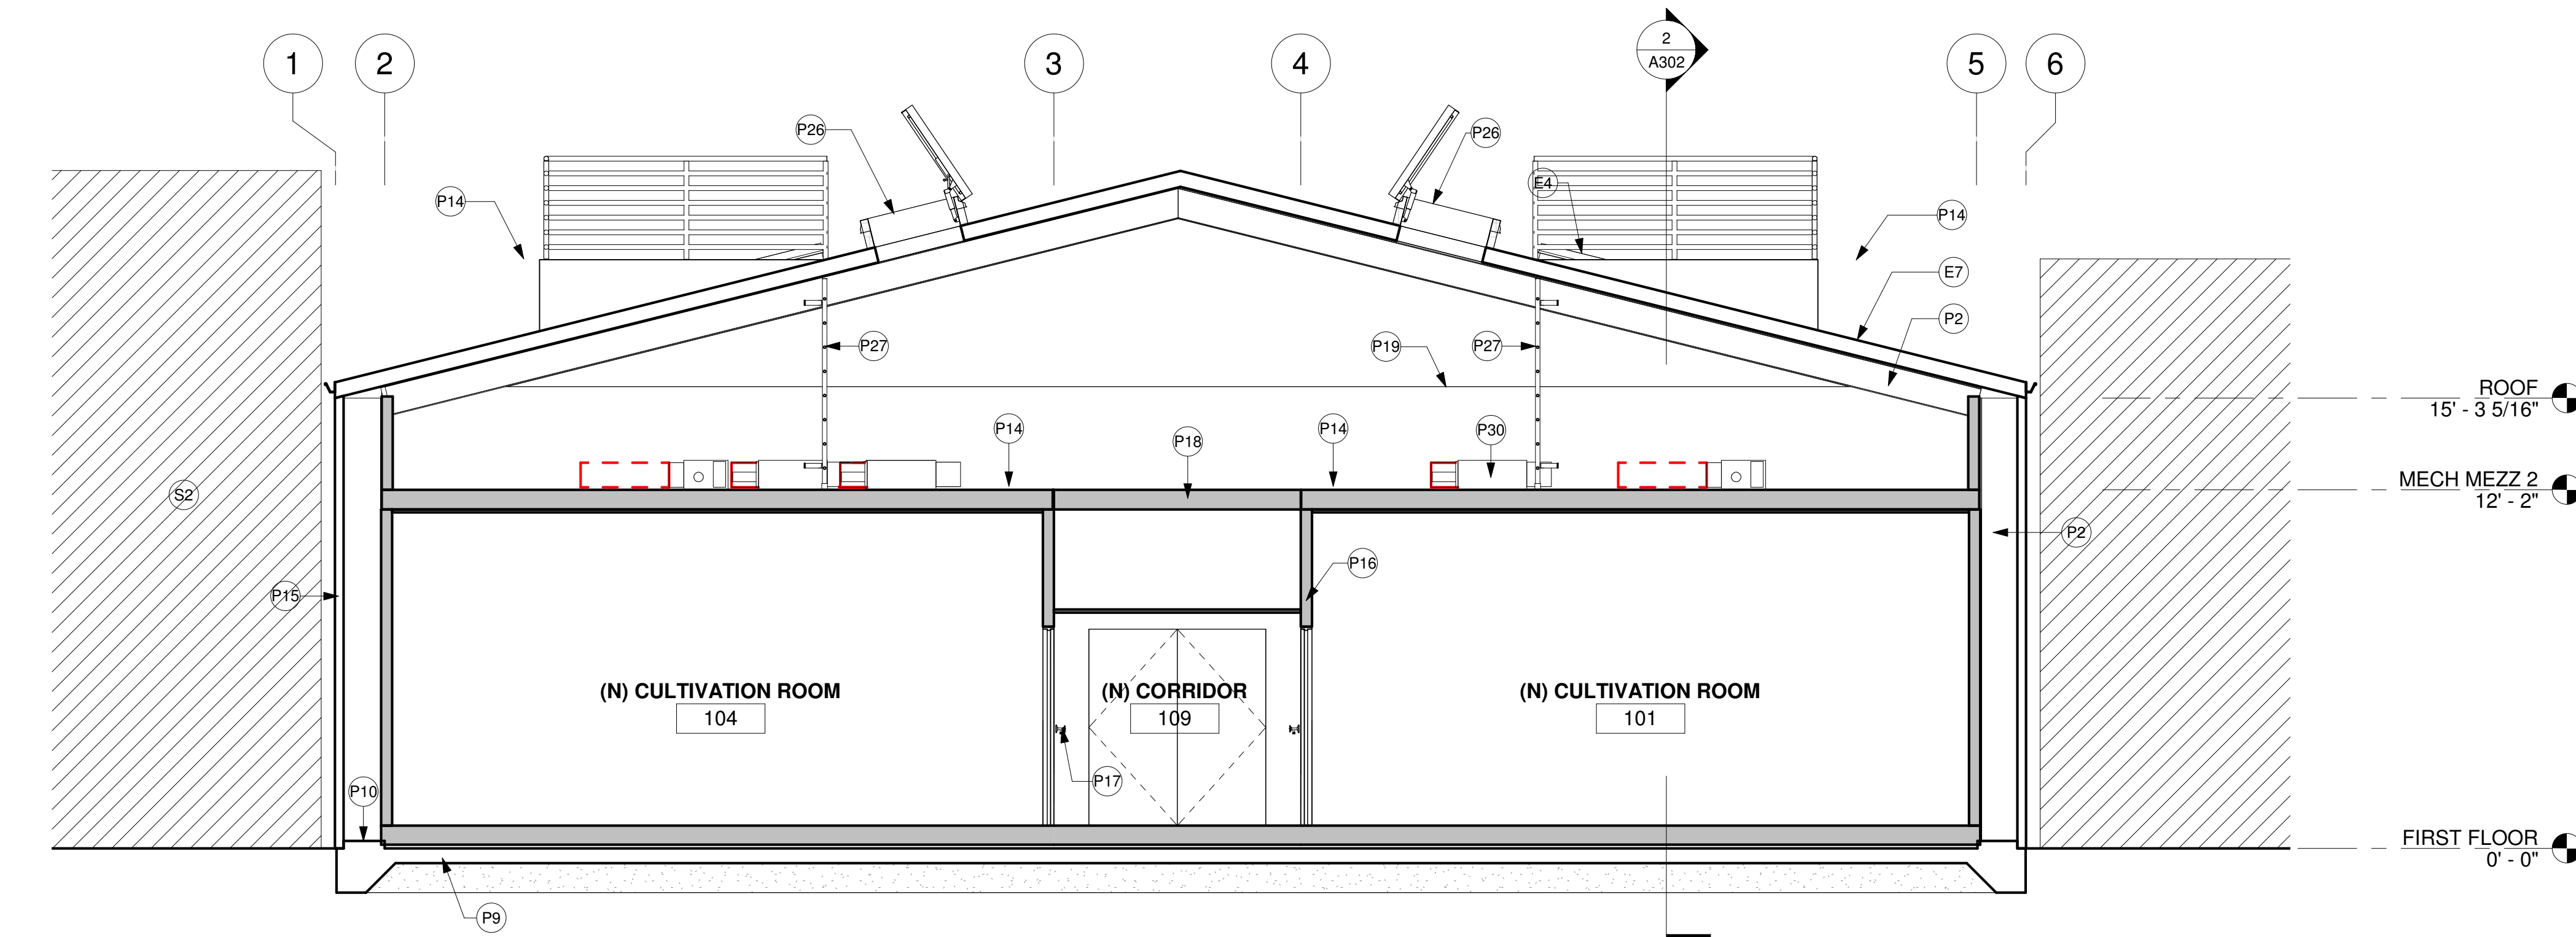 1
2
3
4
2
A302
5
6
P26
P26
P14
E4
P14
E7
P2
P27
P19
P27
ROOF
15' - 3 5/16"
P14
P18
P14
P30
MECH MEZZ 2
12' - 2"
S2
P2
P16
P15
(N) CULTIVATION ROOM
104
(N) CORRIDOR
109
(N) CULTIVATION ROOM
101
P17
P10
FIRST FLOOR
0' - 0"
P9